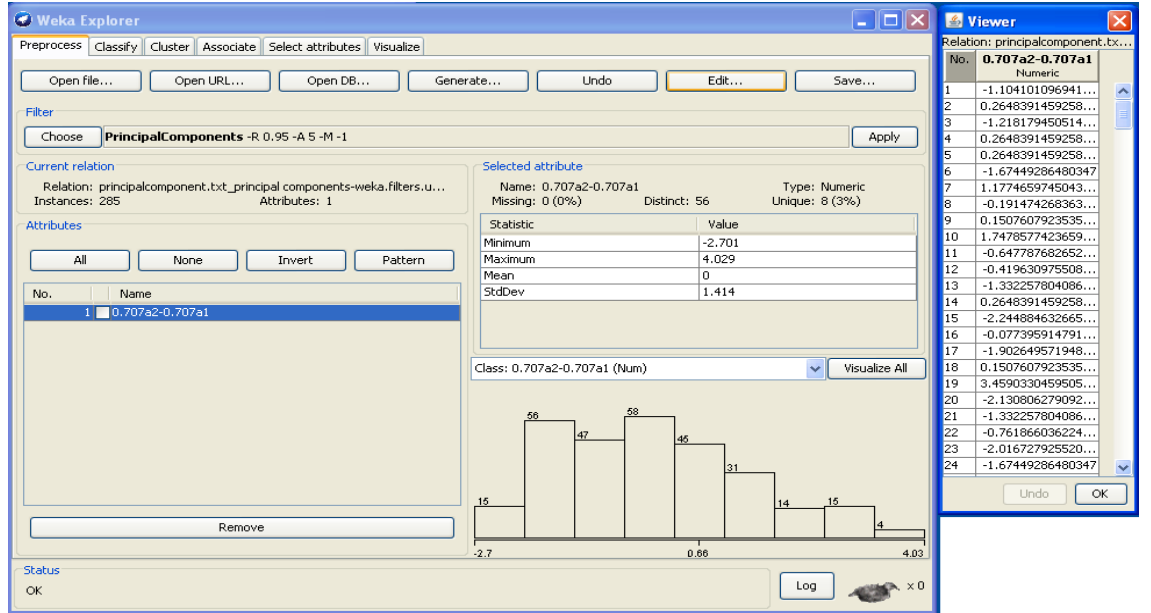 Weka Explorer
Preprocess Classify Cluster Associate Select attributes Visualize
Open file... Open URL... Open DB... Generate... Undo Edit... Save...
Filter
Choose PrincipalComponents -R 0.95 -A 5 -M -1 Apply
Current relation
Relation: principalcomponent.txt_principal components-weka.filters.u...
Instances: 285 Attributes: 1
Attributes
All None Invert Pattern
No. Name
1 0.707a2-0.707a1
Remove
Selected attribute
Name: 0.707a2-0.707a1 Type: Numeric
Missing: 0 (0%) Distinct: 56 Unique: 8 (3%)
Statistic Value
Minimum -2.701
Maximum 4.029
Mean 0
StdDev 1.414
Class: 0.707a2-0.707a1 (Num) Visualize All
15 56 47 58 45 31 14 15 4
-2.7 0.66 4.03
Status
OK
Log x 0
Viewer
Relation: principalcomponent.tx...
No. 0.707a2-0.707a1
Numeric
1 -1.104101096941...
2 0.2648391459258...
3 -1.218179450514...
4 0.2648391459258...
5 0.2648391459258...
6 -1.67449286480347
7 1.1774659745043...
8 -0.191474268363...
9 0.1507607923535...
10 1.7478577423659...
11 -0.647787682652...
12 -0.419630975508...
13 -1.332257804086...
14 0.2648391459258...
15 -2.244884632665...
16 -0.077395914791...
17 -1.902649571948...
18 0.1507607923535...
19 3.4590330459505...
20 -2.130806279092...
21 -1.332257804086...
22 -0.761866036224...
23 -2.016727925520...
24 -1.67449286480347
Undo OK